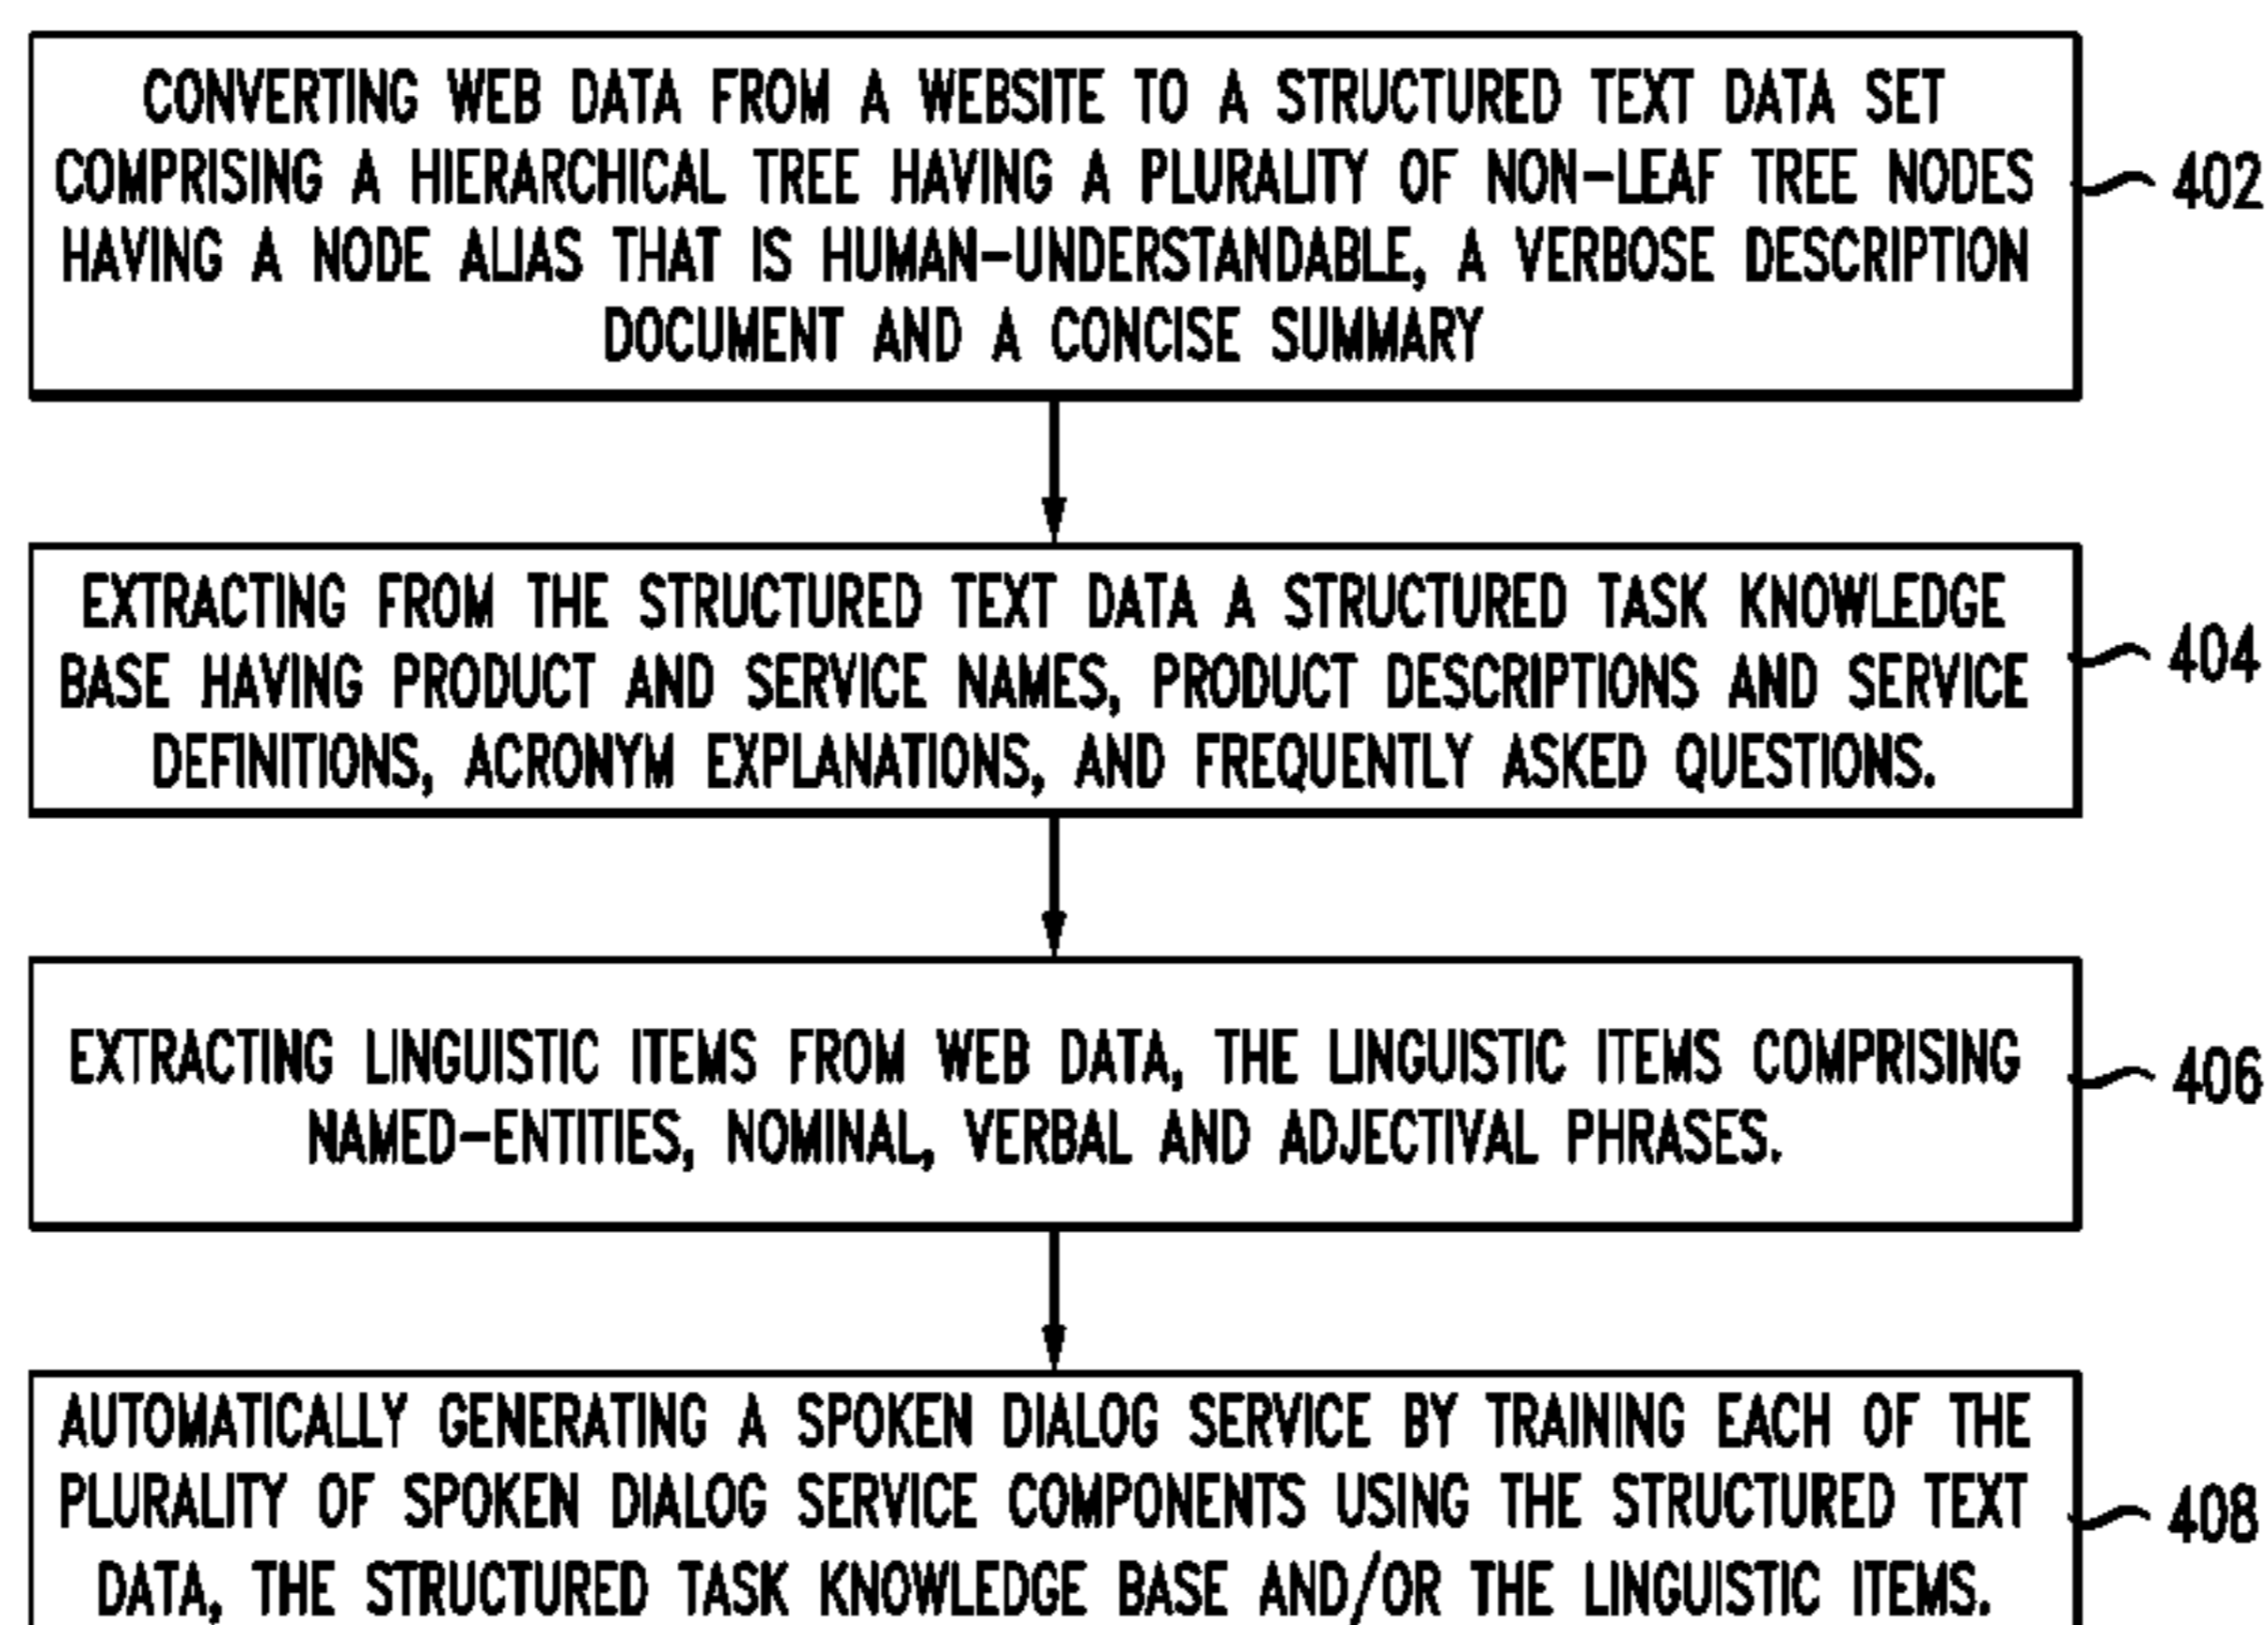 CONVERTING WEB DATA FROM A WEBSITE TO A STRUCTURED TEXT DATA SET
COMPRISING A HIERARCHICAL TREE HAVING A PLURALITY OF NON-LEAF TREE NODES
HAVING A NODE ALIAS THAT IS HUMAN-UNDERSTANDABLE, A VERBOSE DESCRIPTION
DOCUMENT AND A CONCISE SUMMARY
402
EXTRACTING FROM THE STRUCTURED TEXT DATA A STRUCTURED TASK KNOWLEDGE
BASE HAVING PRODUCT AND SERVICE NAMES, PRODUCT DESCRIPTIONS AND SERVICE
DEFINITIONS, ACRONYM EXPLANATIONS, AND FREQUENTLY ASKED QUESTIONS.
404
EXTRACTING LINGUISTIC ITEMS FROM WEB DATA, THE LINGUISTIC ITEMS COMPRISING
NAMED-ENTITIES, NOMINAL, VERBAL AND ADJECTIVAL PHRASES.
406
AUTOMATICALLY GENERATING A SPOKEN DIALOG SERVICE BY TRAINING EACH OF THE
PLURALITY OF SPOKEN DIALOG SERVICE COMPONENTS USING THE STRUCTURED TEXT
DATA, THE STRUCTURED TASK KNOWLEDGE BASE AND/OR THE LINGUISTIC ITEMS.
408